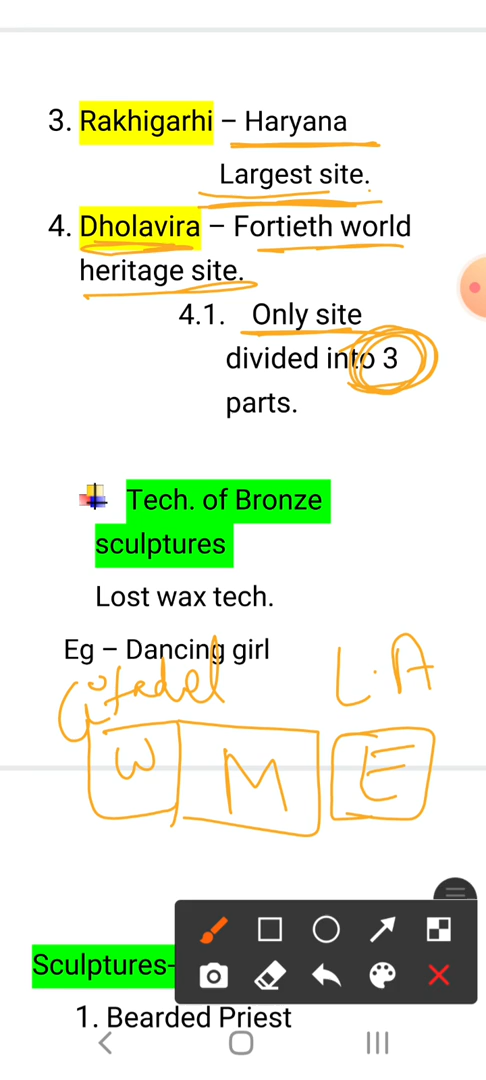 3. Rakhigarhi – Haryana
Largest site.
4. Dholavira – Fortieth world
heritage site.
4.1. Only site
divided into 3
parts.
Tech. of Bronze
sculptures
Lost wax tech.
Eg – Dancing girl
Citadel L.A
W M E
Sculptures-
1. Bearded Priest